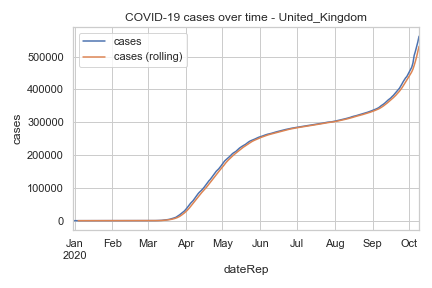 COVID-19 cases over time - United_Kingdom
cases
cases (rolling)
500000
400000
300000
200000
100000
0
cases
Jan Feb Mar Apr May Jun Jul Aug Sep Oct
2020
dateRep